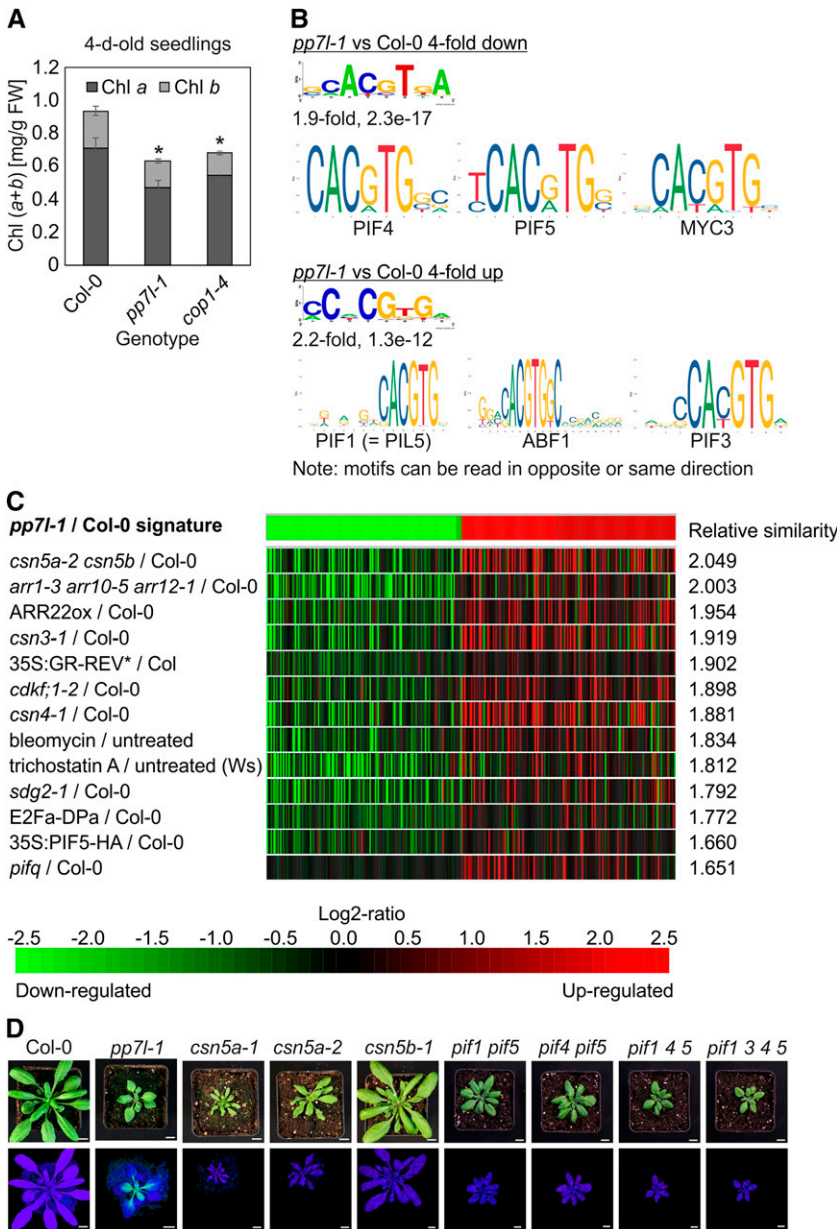 A
4-d-old seedlings
Chl a Chl b
Chl (a+b) [mg/g FW]
1.2
1.0
0.8
0.6
0.4
0.2
0
* *
Col-0 pp7l-1 cop1-4
Genotype
B
pp7l-1 vs Col-0 4-fold down
GCACGTGA
1.9-fold, 2.3e-17
CACGTGGC TCACGTGG CACGTG
PIF4 PIF5 MYC3
pp7l-1 vs Col-0 4-fold up
2.2-fold, 1.3e-12
CACGTG CACGTGGC CCACGTG
PIF1 (= PIL5) ABF1 PIF3
Note: motifs can be read in opposite or same direction
C
pp7l-1 / Col-0 signature Relative similarity
csn5a-2 csn5b / Col-0 2.049
arr1-3 arr10-5 arr12-1 / Col-0 2.003
ARR22ox / Col-0 1.954
csn3-1 / Col-0 1.919
35S:GR-REV* / Col 1.902
cdkf;1-2 / Col-0 1.898
csn4-1 / Col-0 1.881
bleomycin / untreated 1.834
trichostatin A / untreated (Ws) 1.812
sdg2-1 / Col-0 1.792
E2Fa-DPa / Col-0 1.772
35S:PIF5-HA / Col-0 1.660
pifq / Col-0 1.651
Log2-ratio
-2.5 -2.0 -1.5 -1.0 -0.5 0.0 0.5 1.0 1.5 2.0 2.5
Down-regulated Up-regulated
D
Col-0 pp7l-1 csn5a-1 csn5a-2 csn5b-1 pif1 pif5 pif4 pif5 pif1 4 5 pif1 3 4 5